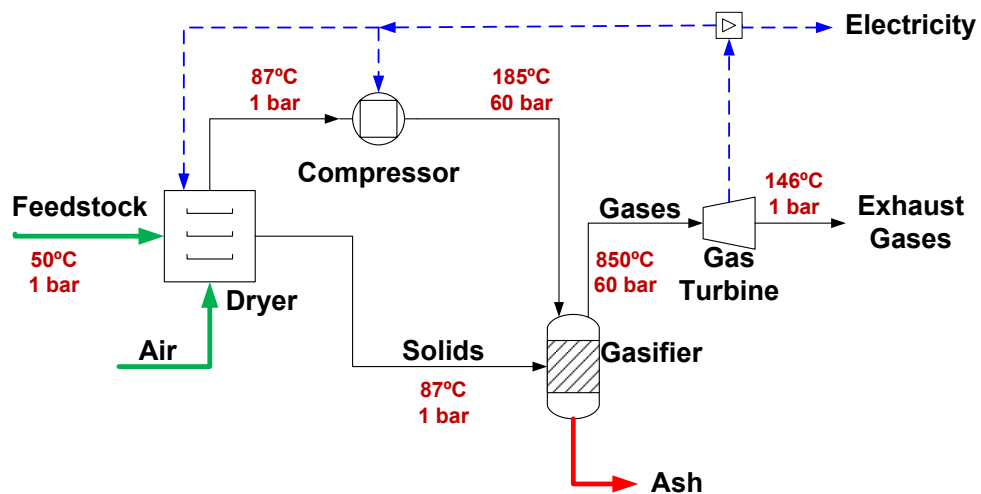 Electricity
87ºC
1 bar
185ºC
60 bar
Compressor
Feedstock
50ºC
1 bar
Dryer
Air
Solids
87ºC
1 bar
Gases
850ºC
60 bar
Gas
Turbine
146ºC
1 bar
Exhaust
Gases
Gasifier
Ash